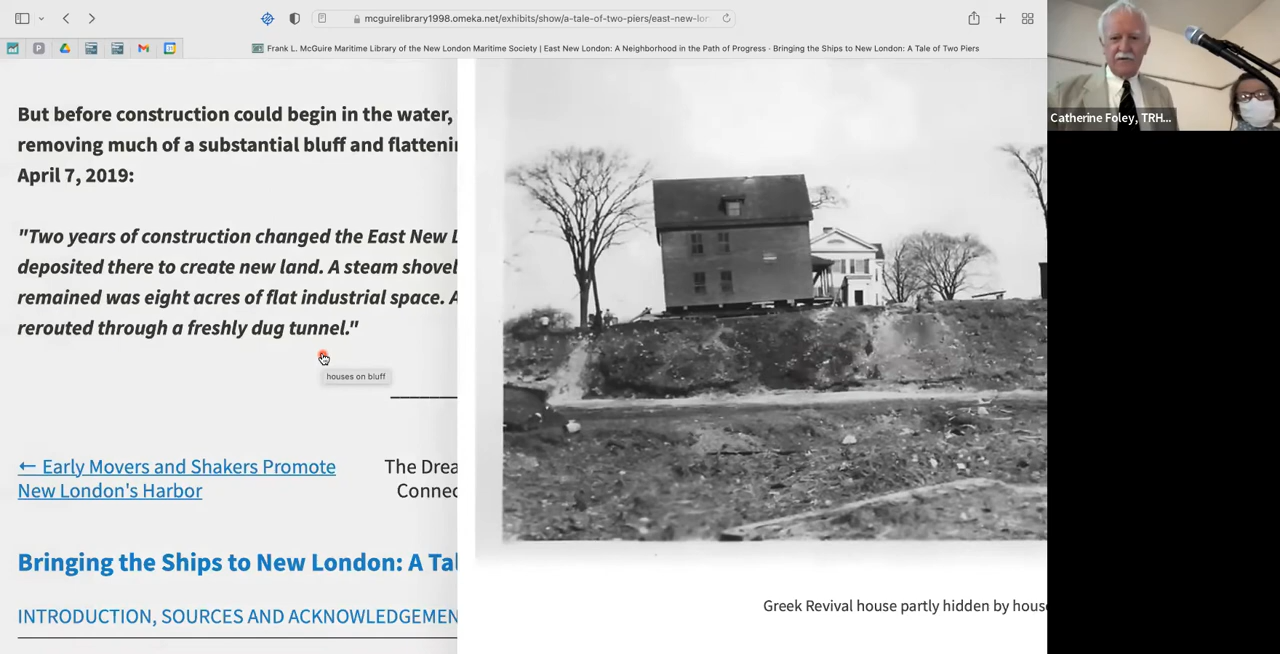 mcguirelibrary1998.omeka.net/exhibits/show/a-tale-of-two-piers/east-new-lor
P
Frank L. McGuire Maritime Library of the New London Maritime Society | East New London: A Neighborhood in the Path of Progress · Bringing the Ships to New London: A Tale of Two Piers
But before construction could begin in the water,
removing much of a substantial bluff and flattenin
April 7, 2019:
"Two years of construction changed the East New L
deposited there to create new land. A steam shovel
remained was eight acres of flat industrial space. A
rerouted through a freshly dug tunnel."
houses on bluff
← Early Movers and Shakers Promote
New London's Harbor
The Drea
Connec
Bringing the Ships to New London: A Tal
INTRODUCTION, SOURCES AND ACKNOWLEDGEMEN
Greek Revival house partly hidden by hous
Catherine Foley, TRH...